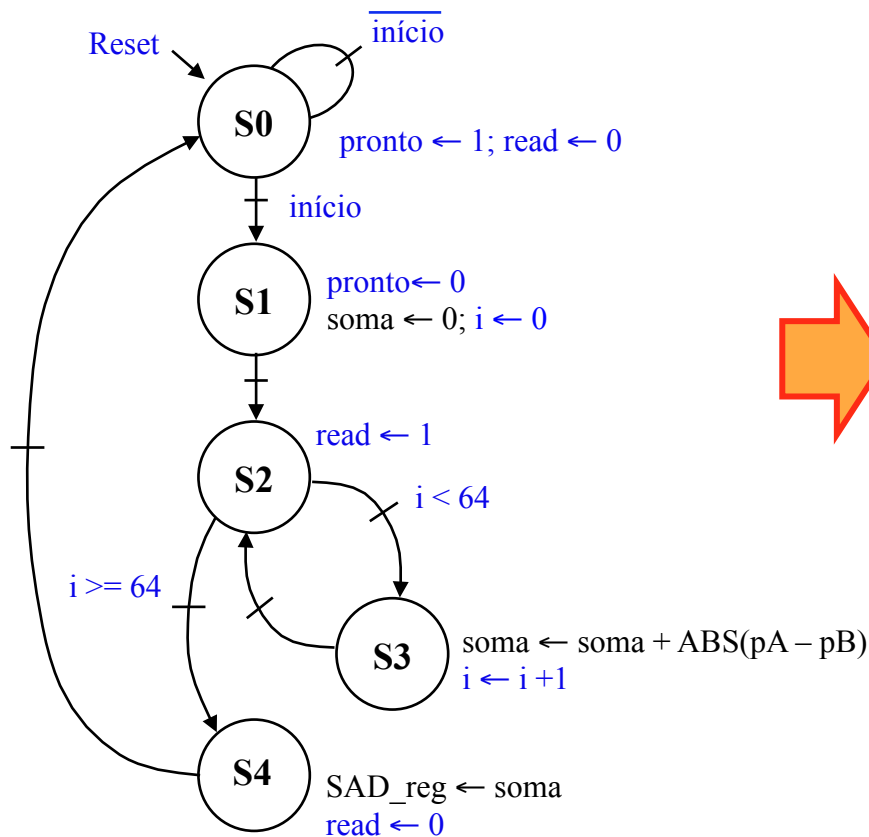 início
Reset
S0
pronto ← 1; read ← 0
início
S1
pronto← 0
soma ← 0; i ← 0
read ← 1
S2
i < 64
i >= 64
S3
soma ← soma + ABS(pA – pB)
i ← i +1
S4
SAD_reg ← soma
read ← 0